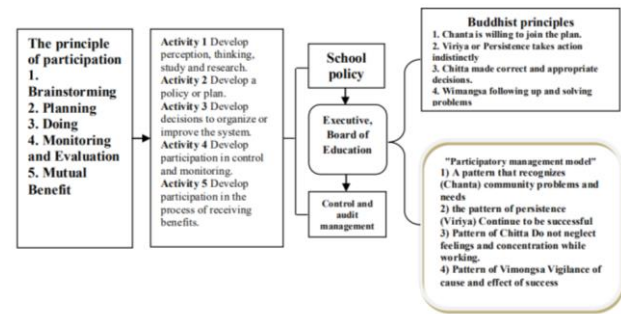 The principle
of participation
1.
Brainstorming
2. Planning
3. Doing
4. Monitoring
and Evaluation
5. Mutual
Benefit
Activity 1 Develop
perception, thinking,
study and research.
Activity 2 Develop a
policy or plan.
Activity 3 Develop
decisions to organize or
improve the system.
Activity 4 Develop
participation in control
and monitoring.
Activity 5 Develop
participation in the
process of receiving
benefits.
School
policy
Executive,
Board of
Education
Control and
audit
management
Buddhist principles
1. Chanta is willing to join the plan.
2. Viriya or Persistence takes action
indistinctly
3. Chitta made correct and appropriate
decisions.
4. Wimangsa following up and solving
problems
"Participatory management model"
1) A pattern that recognizes
(Chanta) community problems and
needs
2) the pattern of persistence
(Viriya) Continue to be successful
3) Pattern of Chitta Do not neglect
feelings and concentration while
working.
4) Pattern of Vimongsa Vigilance of
cause and effect of success